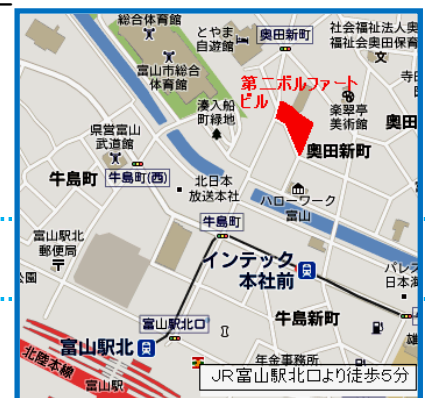 総合体育館
とやま
自遊館
奥田新町
社会福祉法人奥
福祉会奥田保育
富山市総合
体育館
第二ボルファート
ビル
寺田
湊入船
町緑地
楽翠亭
美術館
奥田
県営富山
武道館
奥田新町
牛島町
牛島町(西)
北日本
放送本社
ハローワーク
富山
牛島町
富山駅北
郵便局
インテック
本社前
パレ
日本海
公園
牛島新町
富山駅北口
富山駅北
雄
北陸本線
年金事務所
富山駅
JR富山駅北口より徒歩5分